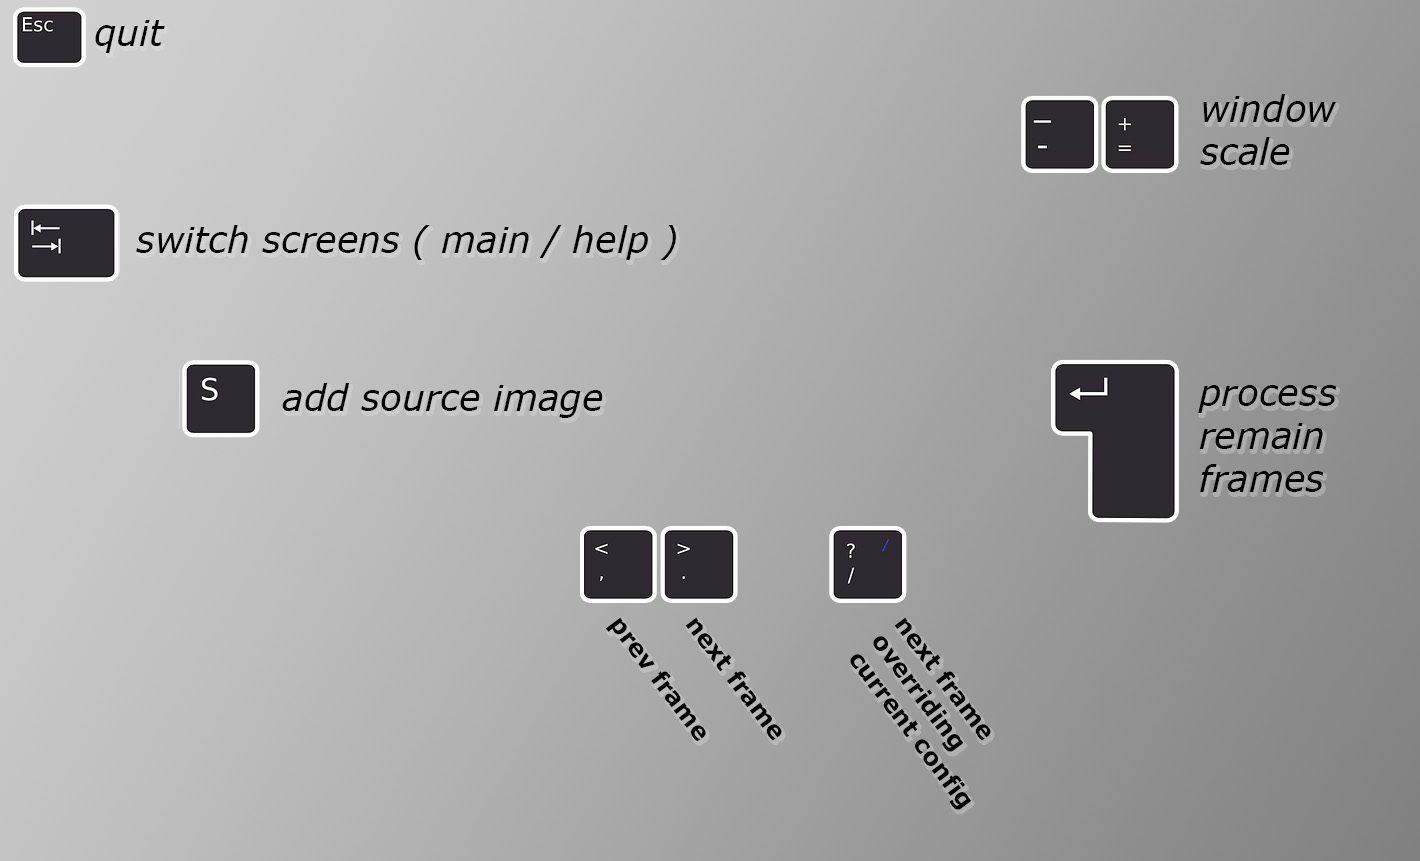 Esc
quit
— -
+ =
window
scale
switch screens ( main / help )
S
add source image
process
remain
frames
< ,
> .
? / /
prev frame
next frame
next frame
overriding
current config